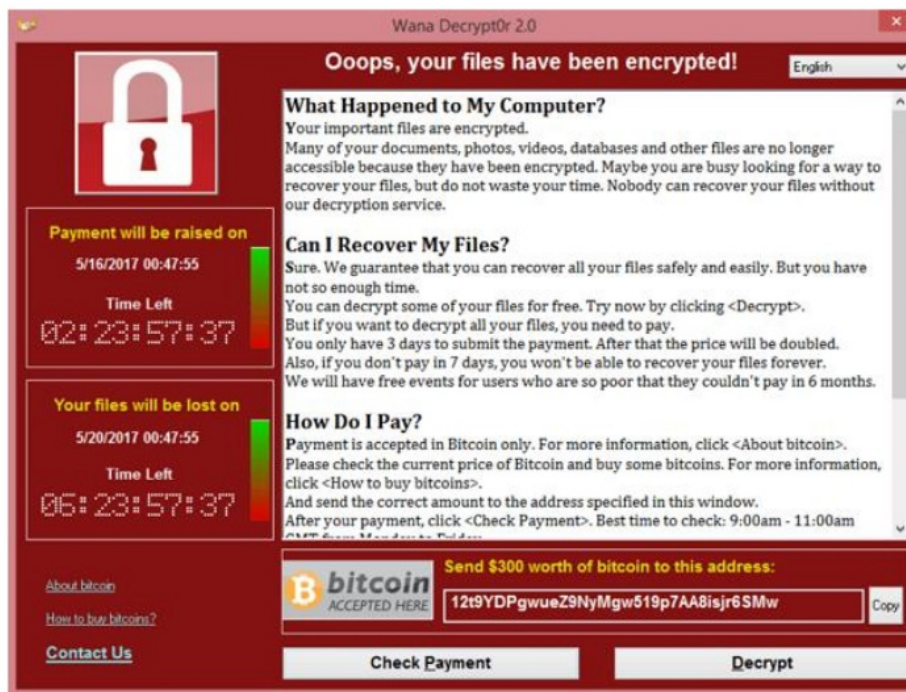 Wana Decrypt0r 2.0
Ooops, your files have been encrypted!
English
What Happened to My Computer?
Your important files are encrypted.
Many of your documents, photos, videos, databases and other files are no longer
accessible because they have been encrypted. Maybe you are busy looking for a way to
recover your files, but do not waste your time. Nobody can recover your files without
our decryption service.
Can I Recover My Files?
Sure. We guarantee that you can recover all your files safely and easily. But you have
not so enough time.
You can decrypt some of your files for free. Try now by clicking <Decrypt>.
But if you want to decrypt all your files, you need to pay.
You only have 3 days to submit the payment. After that the price will be doubled.
Also, if you don't pay in 7 days, you won't be able to recover your files forever.
We will have free events for users who are so poor that they couldn't pay in 6 months.
How Do I Pay?
Payment is accepted in Bitcoin only. For more information, click <About bitcoin>.
Please check the current price of Bitcoin and buy some bitcoins. For more information,
click <How to buy bitcoins>.
And send the correct amount to the address specified in this window.
After your payment, click <Check Payment>. Best time to check: 9:00am - 11:00am
GMT from Monday to Friday
Payment will be raised on
5/16/2017 00:47:55
Time Left
02:23:57:37
Your files will be lost on
5/20/2017 00:47:55
Time Left
06:23:57:37
About bitcoin
How to buy bitcoins?
Contact Us
bitcoin
ACCEPTED HERE
Send $300 worth of bitcoin to this address:
12t9YDPgwueZ9NyMgw519p7AA8isjr6SMw
Copy
Check Payment
Decrypt